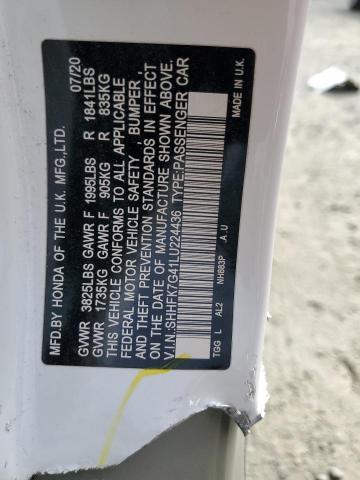 MFD.BY HONDA OF THE U.K. MFG.,LTD. 07/20
GVWR 3825LBS GAWR F 1995LBS R 1841LBS
GVWR 1735KG GAWR F 905KG R 835KG
THIS VEHICLE CONFORMS TO ALL APPLICABLE
FEDERAL MOTOR VEHICLE SAFETY , BUMPER ,
AND THEFT PREVENTION STANDARDS IN EFFECT
ON THE DATE OF MANUFACTURE SHOWN ABOVE.
V.I.N.:SHHFK7G41LU224436 TYPE:PASSENGER CAR
TGG L AL2 NH883P A.U MADE IN U.K.